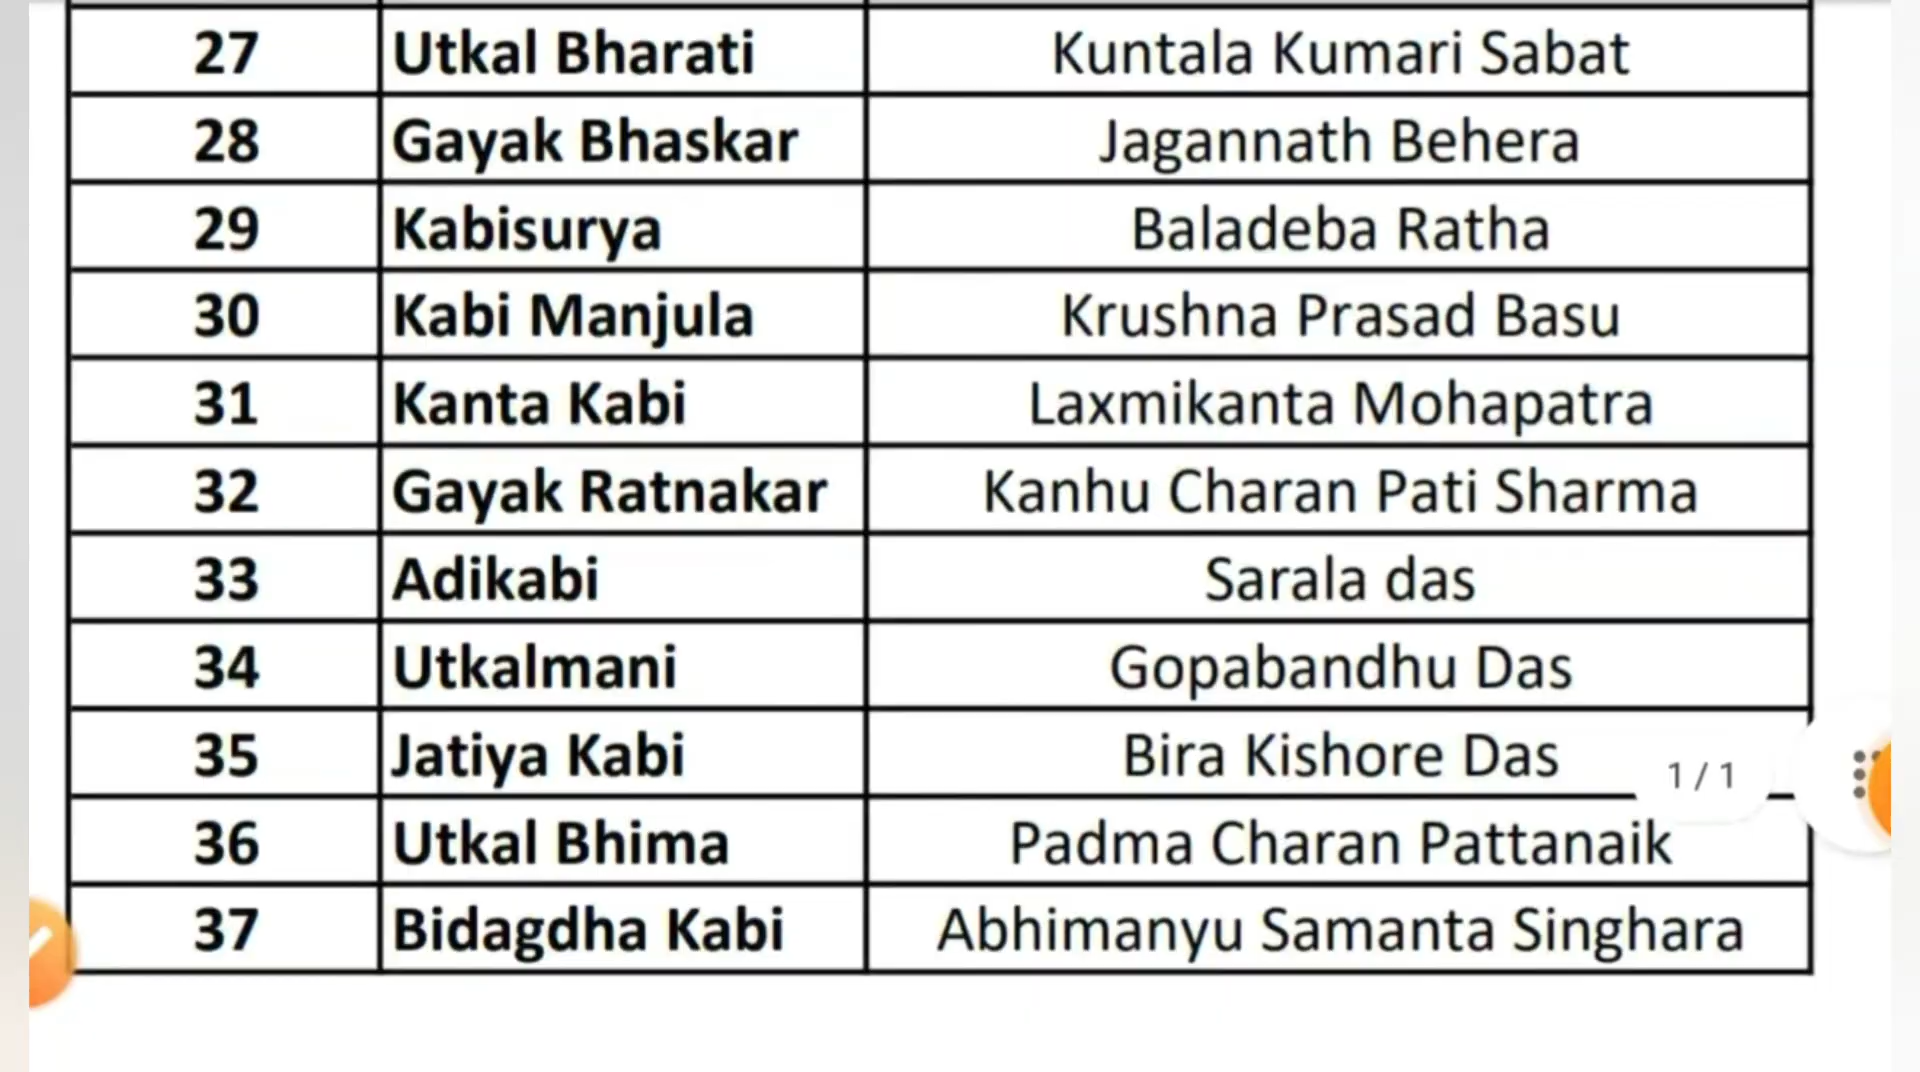 27 Utkal Bharati Kuntala Kumari Sabat
28 Gayak Bhaskar Jagannath Behera
29 Kabisurya Baladeba Ratha
30 Kabi Manjula Krushna Prasad Basu
31 Kanta Kabi Laxmikanta Mohapatra
32 Gayak Ratnakar Kanhu Charan Pati Sharma
33 Adikabi Sarala das
34 Utkalmani Gopabandhu Das
35 Jatiya Kabi Bira Kishore Das
1 / 1
36 Utkal Bhima Padma Charan Pattanaik
37 Bidagdha Kabi Abhimanyu Samanta Singhara